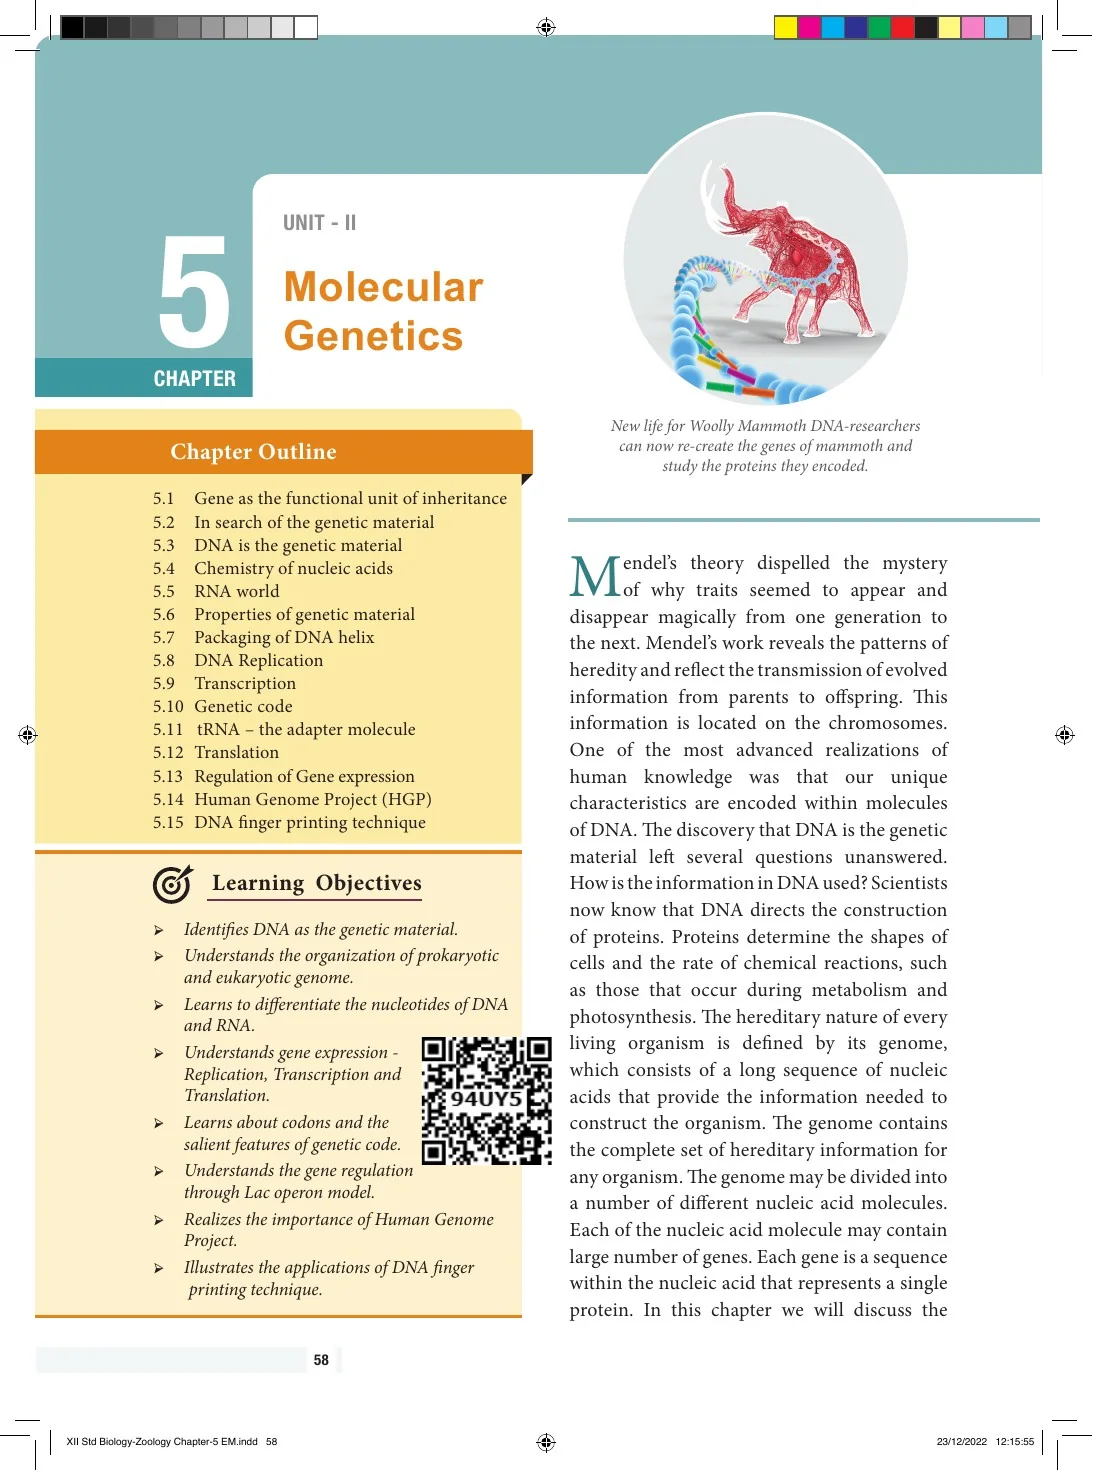 UNIT - II
5
CHAPTER
Molecular
Genetics
New life for Woolly Mammoth DNA-researchers
can now re-create the genes of mammoth and
study the proteins they encoded.
Chapter Outline
5.1 Gene as the functional unit of inheritance
5.2 In search of the genetic material
5.3 DNA is the genetic material
5.4 Chemistry of nucleic acids
5.5 RNA world
5.6 Properties of genetic material
5.7 Packaging of DNA helix
5.8 DNA Replication
5.9 Transcription
5.10 Genetic code
5.11 tRNA – the adapter molecule
5.12 Translation
5.13 Regulation of Gene expression
5.14 Human Genome Project (HGP)
5.15 DNA finger printing technique
Learning Objectives
➢ Identifies DNA as the genetic material.
➢ Understands the organization of prokaryotic
and eukaryotic genome.
➢ Learns to differentiate the nucleotides of DNA
and RNA.
➢ Understands gene expression -
Replication, Transcription and
Translation.
➢ Learns about codons and the
salient features of genetic code.
➢ Understands the gene regulation
through Lac operon model.
➢ Realizes the importance of Human Genome
Project.
➢ Illustrates the applications of DNA finger
printing technique.
94UY5
Mendel’s theory dispelled the mystery
of why traits seemed to appear and
disappear magically from one generation to
the next. Mendel’s work reveals the patterns of
heredity and reflect the transmission of evolved
information from parents to offspring. This
information is located on the chromosomes.
One of the most advanced realizations of
human knowledge was that our unique
characteristics are encoded within molecules
of DNA. The discovery that DNA is the genetic
material left several questions unanswered.
How is the information in DNA used? Scientists
now know that DNA directs the construction
of proteins. Proteins determine the shapes of
cells and the rate of chemical reactions, such
as those that occur during metabolism and
photosynthesis. The hereditary nature of every
living organism is defined by its genome,
which consists of a long sequence of nucleic
acids that provide the information needed to
construct the organism. The genome contains
the complete set of hereditary information for
any organism. The genome may be divided into
a number of different nucleic acid molecules.
Each of the nucleic acid molecule may contain
large number of genes. Each gene is a sequence
within the nucleic acid that represents a single
protein. In this chapter we will discuss the
58
XII Std Biology-Zoology Chapter-5 EM.indd 58
23/12/2022 12:15:55